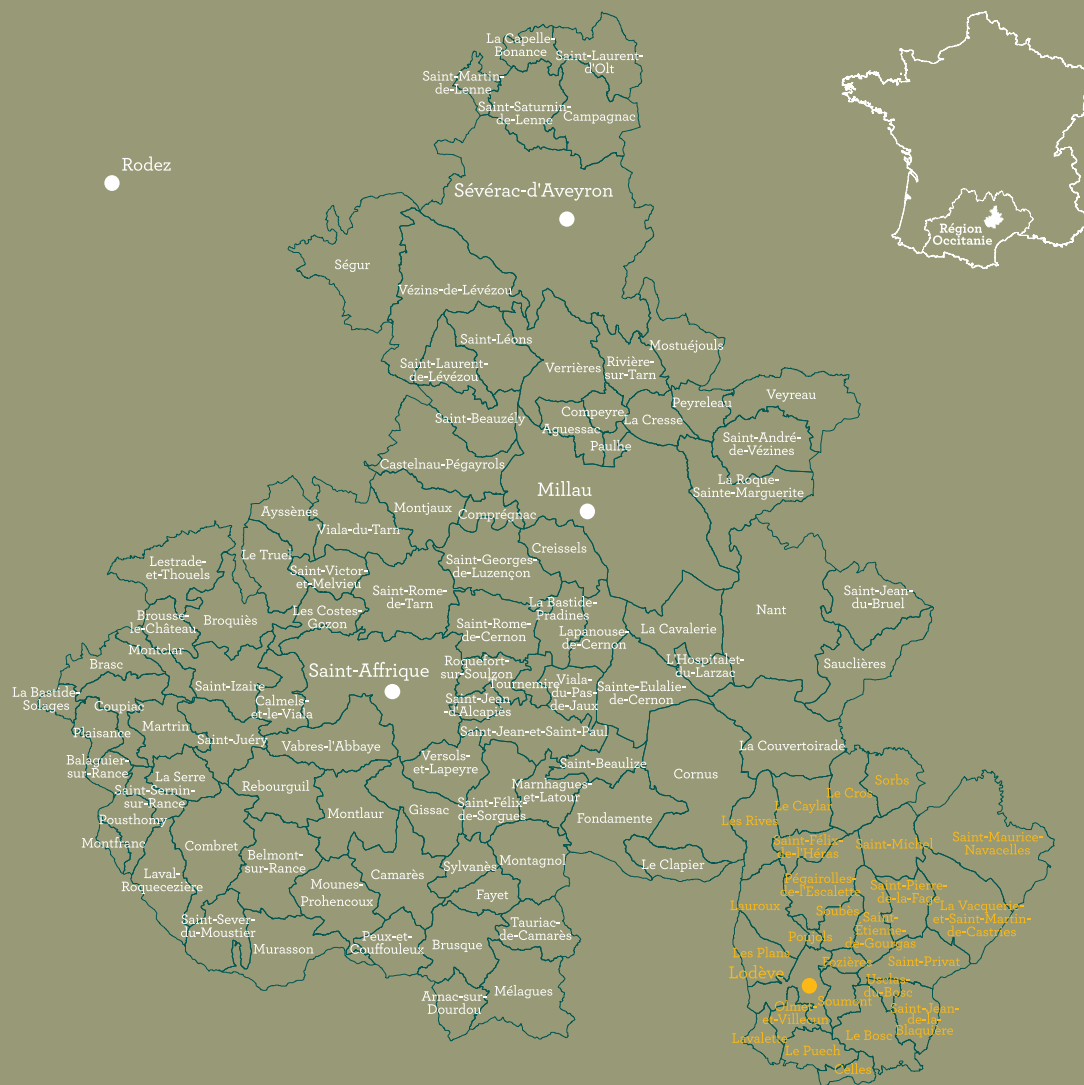 La Capelle-
Bonance
Saint-Laurent-
d'Olt
Saint-Martin-
de-Lenne
Saint-Saturnin-
de-Lenne
Campagnac
Rodez
Sévérac-d'Aveyron
Région
Occitanie
Ségur
Vézins-de-Lévézou
Saint-Léons
Mostuéjouls
Saint-Laurent-
de-Lévézou
Verrières
Rivière-
sur-Tarn
Veyreau
Peyreleau
Compeyre
La Cresse
Saint-Beauzély
Aguessac
Paulhe
Saint-André-
de-Vézines
Castelnau-Pégayrols
La Roque-
Sainte-Marguerite
Millau
Montjaux
Comprégnac
Ayssènes
Viala-du-Tarn
Creissels
Le Truel
Lestrade-
et-Thouels
Saint-Georges-
de-Luzençon
Saint-Victor-
et-Melvieu
Saint-Rome-
de-Tarn
Saint-Jean-
du-Bruel
La Bastide-
Pradines
Nant
Les Costes-
Gozon
Brousse-
le-Château
Broquiès
Saint-Rome-
de-Cernon
Lapanouse-
de-Cernon
La Cavalerie
Montclar
Brasc
Saint-Affrique
Roquefort-
sur-Soulzon
L'Hospitalet-
du-Larzac
Sauclières
Tournemire
Viala-
du-Pas-
de-Jaux
Sainte-Eulalie-
de-Cernon
La Bastide-
Solages
Saint-Izaire
Calmels-
et-le-Viala
Saint-Jean
-d'Alcapiès
Coupiac
Martrin
Plaisance
Saint-Juéry
Vabres-l'Abbaye
Saint-Jean-et-Saint-Paul
La Couvertoirade
Balaguier-
sur-Rance
Versols-
et-Lapeyre
Saint-Beaulize
La Serre
Cornus
Saint-Sernin-
sur-Rance
Rebourguil
Marnhagues-
et-Latour
Sorbs
Le Cros
Le Caylar
Montlaur
Gissac
Saint-Félix-
de-Sorgues
Fondamente
Les Rives
Pousthomy
Montfranc
Combret
Saint-Félix-
de-l'Héras
Saint-Michel
Saint-Maurice-
Navacelles
Belmont-
sur-Rance
Sylvanès
Montagnol
Le Clapier
Laval-
Roquecezière
Camarès
Mounes-
Prohencoux
Pégairolles-
de-l'Escalette
Saint-Pierre-
de-la-Fage
Fayet
Lauroux
Soubès
La Vacquerie-
et-Saint-Martin-
de-Castries
Saint-Sever-
du-Moustier
Tauriac-
de-Camarès
Saint-
Étienne-
de-Gourgas
Poujols
Murasson
Peux-et-
Couffouleux
Brusque
Les Plans
Fozières
Saint-Privat
Lodève
Usclas-
du-Bosc
Arnac-sur-
Dourdou
Mélagues
Soumont
Olmet-
et-Villecun
Saint-Jean-
de-la-
Blaquière
Lavalette
Le Bosc
Le Puech
Celles